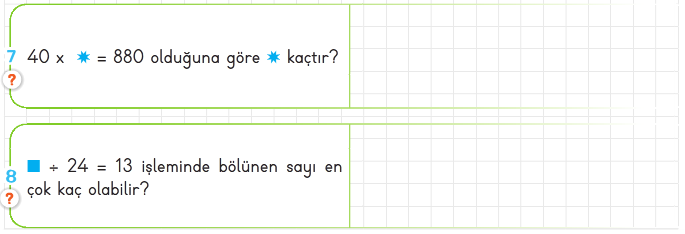 7
40 x ✷ = 880 olduğuna göre ✷ kaçtır?
?
■ ÷ 24 = 13 işleminde bölünen sayı en
8
çok kaç olabilir?
?